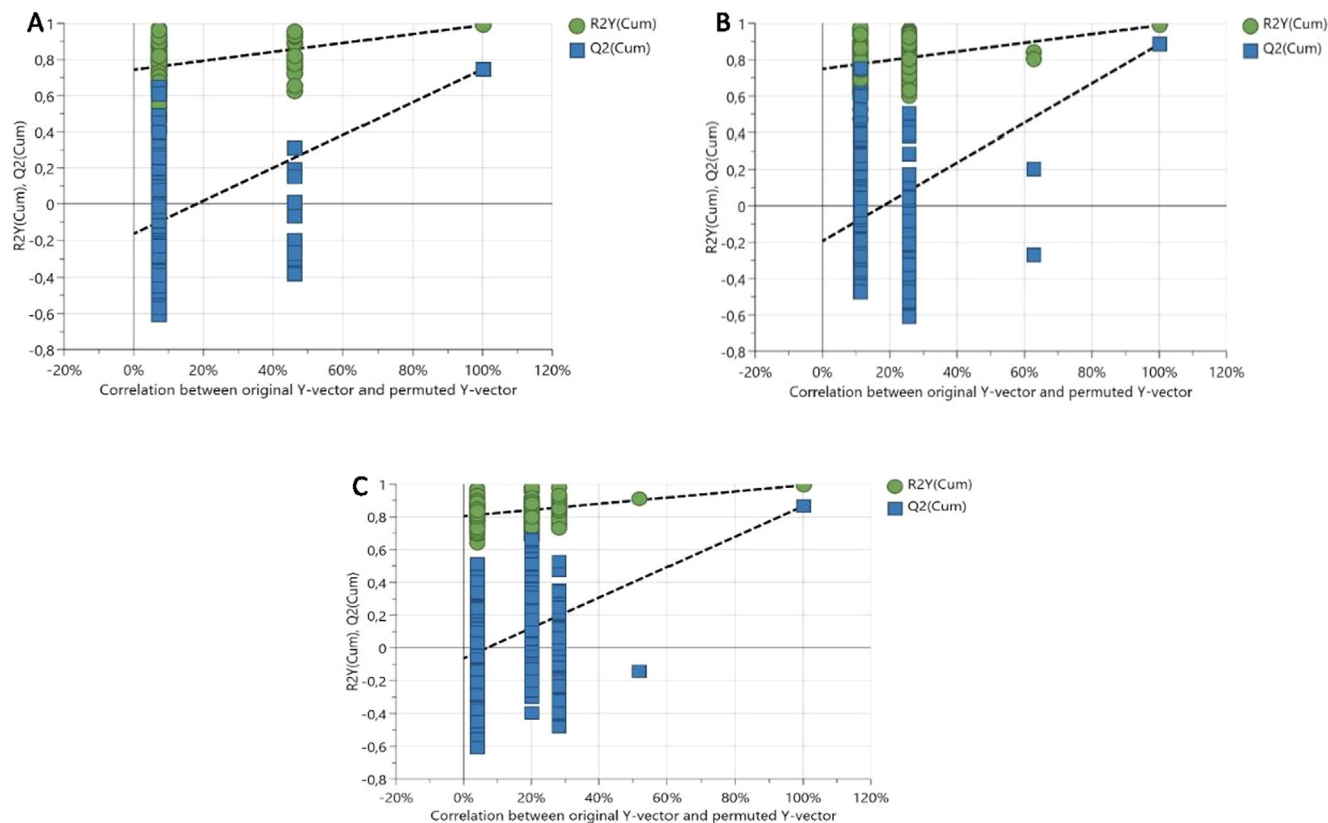 A
R2Y(Cum)
Q2(Cum)
R2Y(Cum), Q2(Cum)
1
0,8
0,6
0,4
0,2
0
-0,2
-0,4
-0,6
-0,8
-20% 0% 20% 40% 60% 80% 100% 120%
Correlation between original Y-vector and permuted Y-vector
B
R2Y(Cum)
Q2(Cum)
R2Y(Cum), Q2(Cum)
1
0,8
0,6
0,4
0,2
0
-0,2
-0,4
-0,6
-0,8
-20% 0% 20% 40% 60% 80% 100% 120%
Correlation between original Y-vector and permuted Y-vector
C
R2Y(Cum)
Q2(Cum)
R2Y(Cum), Q2(Cum)
1
0,8
0,6
0,4
0,2
0
-0,2
-0,4
-0,6
-0,8
-20% 0% 20% 40% 60% 80% 100% 120%
Correlation between original Y-vector and permuted Y-vector